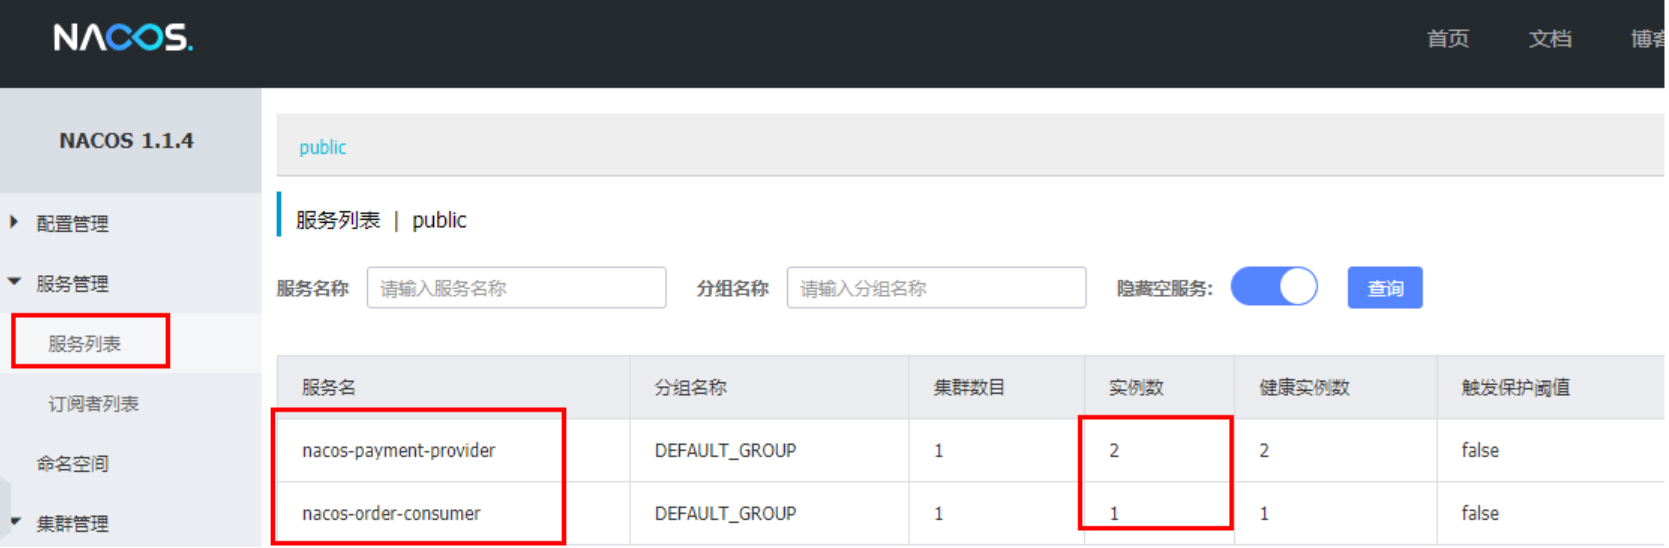 NACOS.
首页 文档 博客
NACOS 1.1.4
public
配置管理
服务列表 | public
服务管理
服务名称 请输入服务名称 分组名称 请输入分组名称 隐藏空服务: 查询
服务列表
订阅者列表
命名空间
集群管理
服务名 分组名称 集群数目 实例数 健康实例数 触发保护阈值
nacos-payment-provider DEFAULT_GROUP 1 2 2 false
nacos-order-consumer DEFAULT_GROUP 1 1 1 false